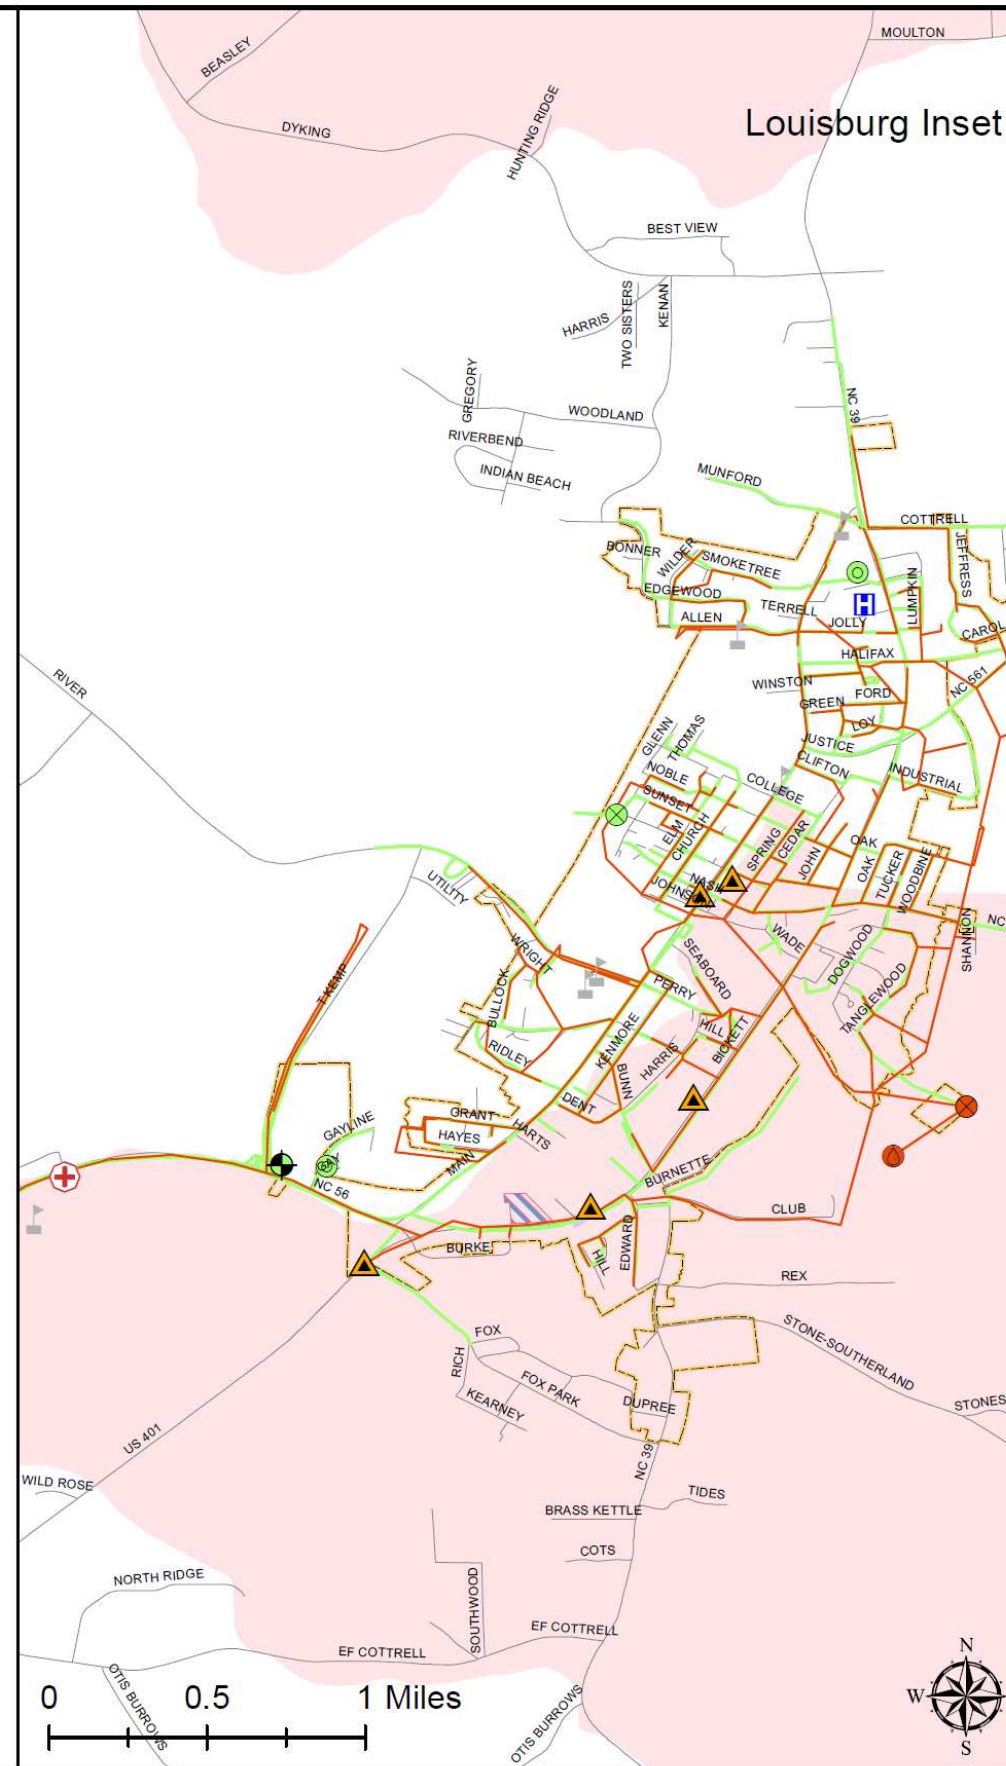 MOULTON
BEASLEY
Louisburg Inset
DYKING
HUNTING RIDGE
BEST VIEW
TWO SISTERS
KENAN
HARRIS
GREGORY
NC 39
WOODLAND
RIVERBEND
INDIAN BEACH
MUNFORD
COTTRELL
BONNER
WILDER
SMOKETREE
JEFFRESS
EDGEWOOD
LUMPKIN
TERRELL
H
ALLEN
JOLLY
CAROL
HALIFAX
RIVER
WINSTON
NC 561
GREEN
FORD
LOY
GLENN
THOMAS
JUSTICE
CLIFTON
NOBLE
COLLEGE
INDUSTRIAL
SUNSET
ELM
CHURCH
SPRING
CEDAR
JOHN
OAK
OAK
TUCKER
WOODBINE
UTILITY
NC
WADE
SHANNON
WRIGHT
SEABOARD
DOGWOOD
T KEMP
BULLOCK
PERRY
TANGLEWOOD
HILL
BICKETT
KENMORE
RIDLEY
HARRIS
BUNN
DENT
GRANT
GAYLINE
HAYES
HARTS
MAIN
GAY
NC 56
BURNETTE
CLUB
BURKE
HILL
EDWARD
REX
FOX
STONE-SOUTHERLAND
RICH
FOX PARK
KEARNEY
DUPREE
STONES
US 401
NC 39
WILD ROSE
TIDES
BRASS KETTLE
COTS
NORTH RIDGE
SOUTHWOOD
EF COTTRELL
EF COTTRELL
OTIS BURROWS
OTIS BURROWS
0 0.5 1 Miles
N
W
S